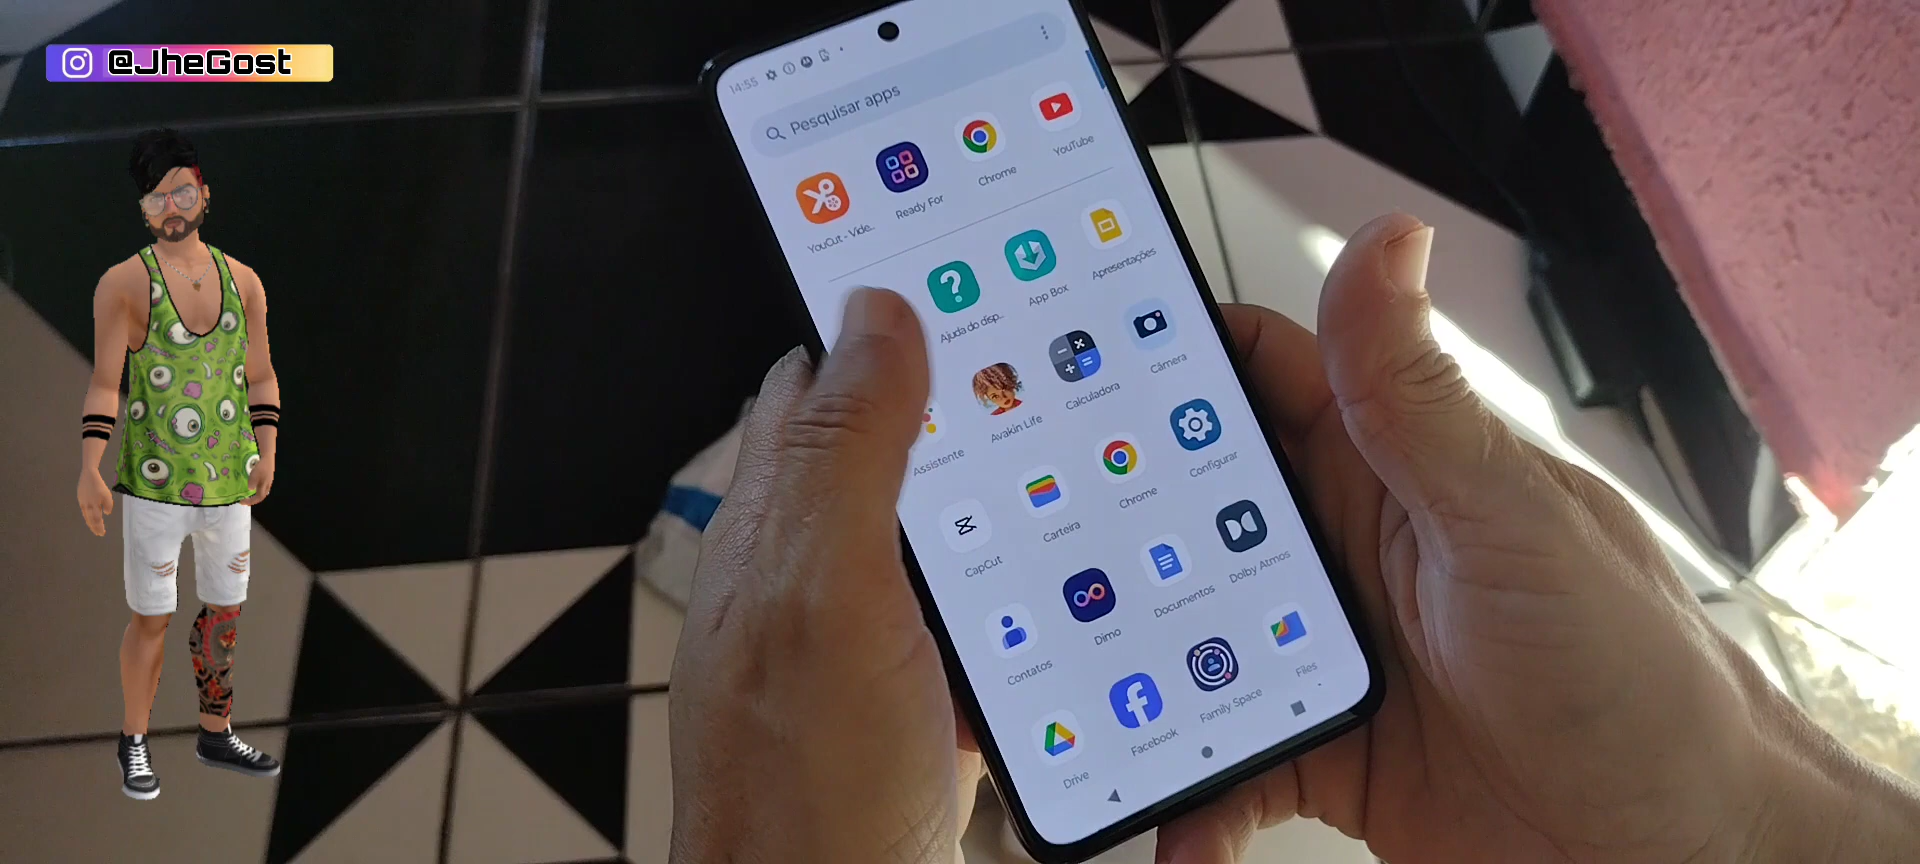 @JheGost
14:55
Pesquisar apps
YouCut - Vide...
Ready For
Chrome
YouTube
Ajuda do disp...
App Box
Apresentações
Assistente
Avakin Life
Calculadora
Câmera
CapCut
Carteira
Chrome
Configurar
Contatos
Dimo
Documentos
Dolby Atmos
Drive
Facebook
Family Space
Files